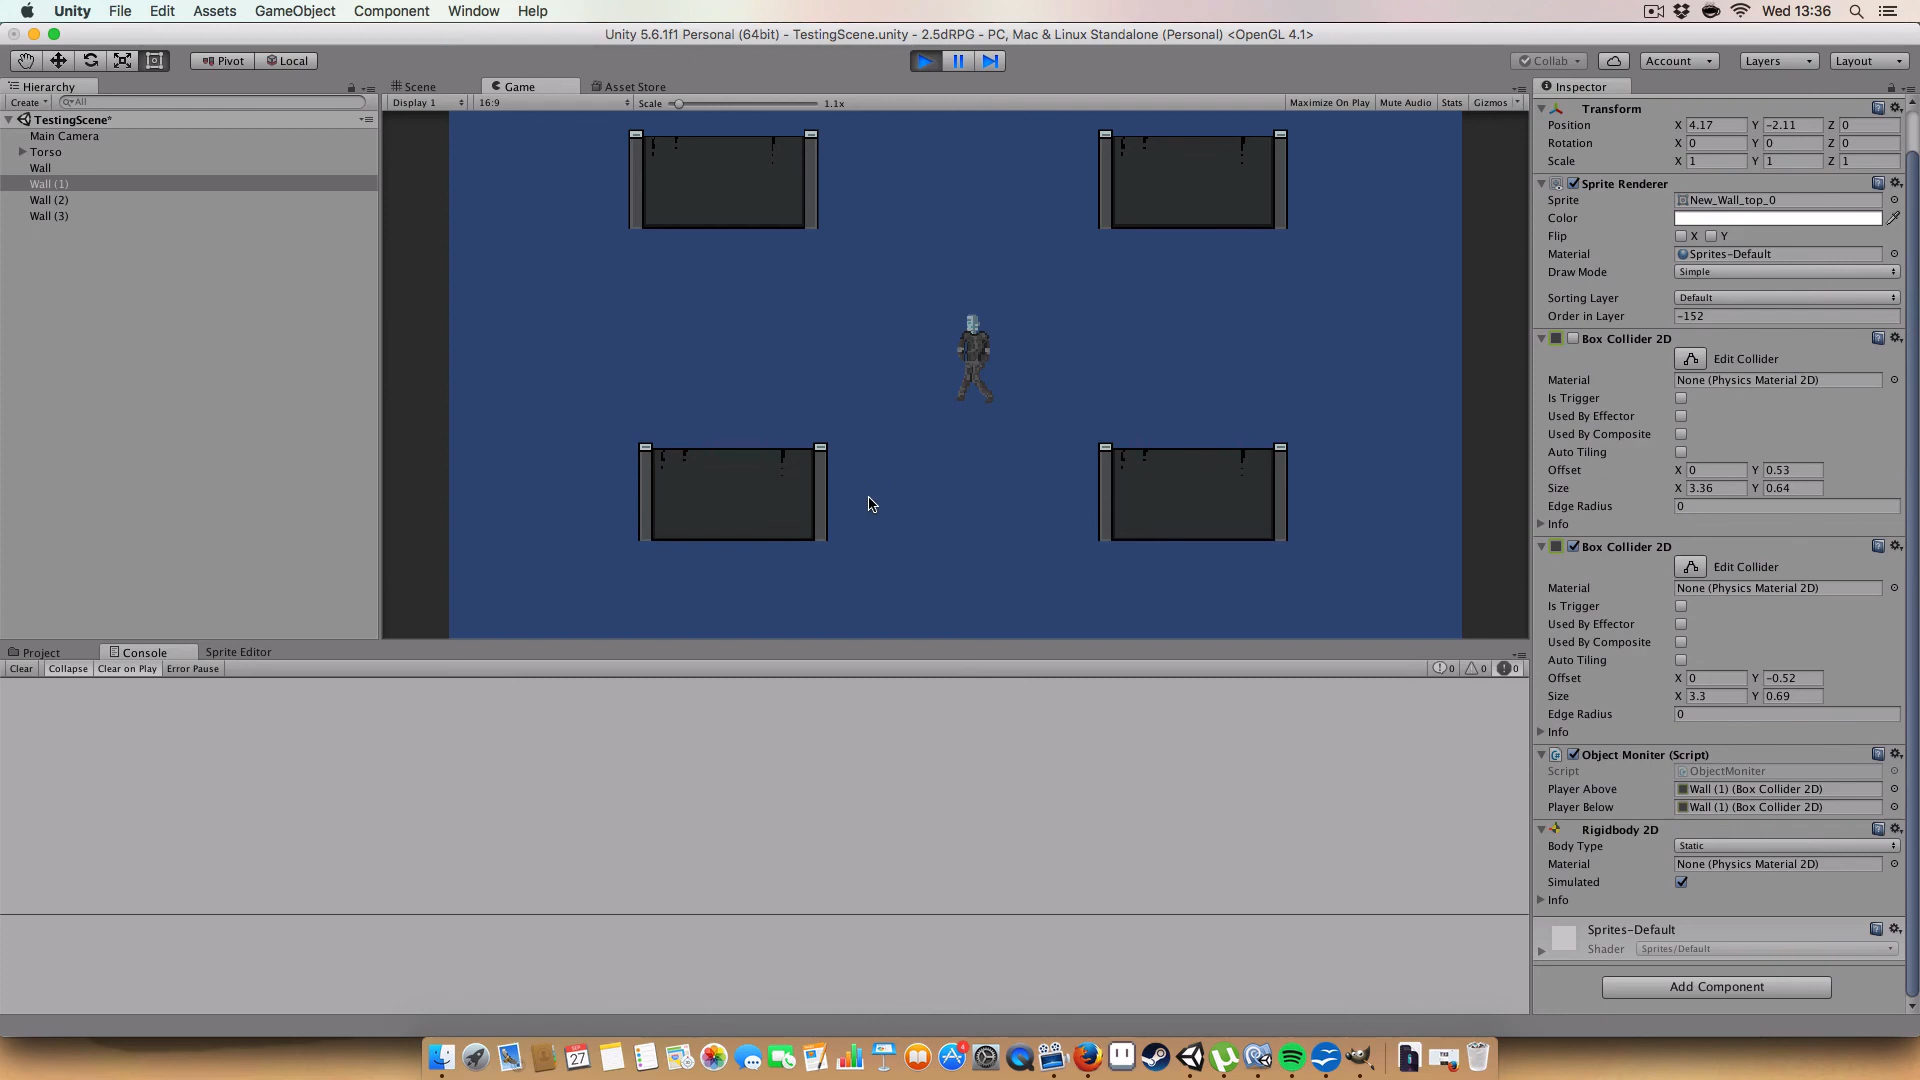 Unity File Edit Assets GameObject Component Window Help Wed 13:36
Unity 5.6.1f1 Personal (64bit) - TestingScene.unity - 2.5dRPG - PC, Mac & Linux Standalone (Personal) <OpenGL 4.1>
Pivot Local Collab Account Layers Layout
Hierarchy Scene Game Asset Store Inspector
Create All Display 1 16:9 Scale 1.1x Maximize On Play Mute Audio Stats Gizmos
TestingScene*
Main Camera
Torso
Wall
Wall (1)
Wall (2)
Wall (3)
Transform
Position X 4.17 Y -2.11 Z 0
Rotation X 0 Y 0 Z 0
Scale X 1 Y 1 Z 1
Sprite Renderer
Sprite New_Wall_top_0
Color
Flip X Y
Material Sprites-Default
Draw Mode Simple
Sorting Layer Default
Order in Layer -152
Box Collider 2D
Edit Collider
Material None (Physics Material 2D)
Is Trigger
Used By Effector
Used By Composite
Auto Tiling
Offset X 0 Y 0.53
Size X 3.36 Y 0.64
Edge Radius 0
Info
Box Collider 2D
Edit Collider
Material None (Physics Material 2D)
Is Trigger
Used By Effector
Used By Composite
Auto Tiling
Offset X 0 Y -0.52
Size X 3.3 Y 0.69
Edge Radius 0
Info
Object Moniter (Script)
Script ObjectMoniter
Player Above Wall (1) (Box Collider 2D)
Player Below Wall (1) (Box Collider 2D)
Rigidbody 2D
Body Type Static
Material None (Physics Material 2D)
Simulated
Info
Sprites-Default
Shader Sprites/Default
Add Component
Project Console Sprite Editor
Clear Collapse Clear on Play Error Pause 0 0 0
SEP
27
4